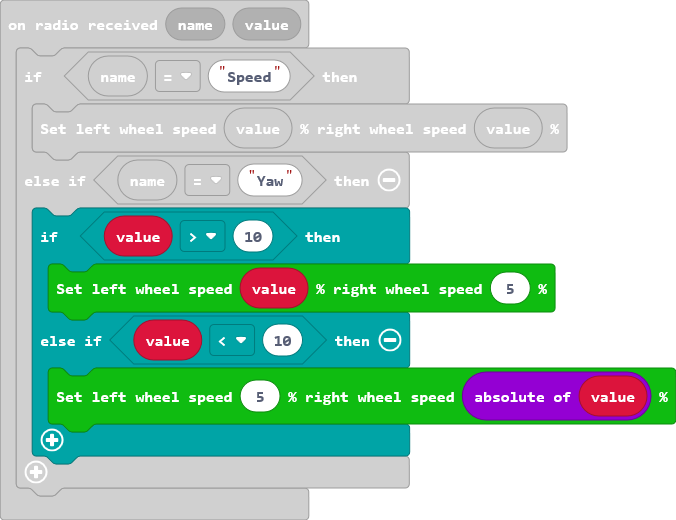 on radio received name value
if name = "Speed" then
Set left wheel speed value % right wheel speed value %
else if name = "Yaw" then
if value > 10 then
Set left wheel speed value % right wheel speed 5 %
else if value < 10 then
Set left wheel speed 5 % right wheel speed absolute of value %